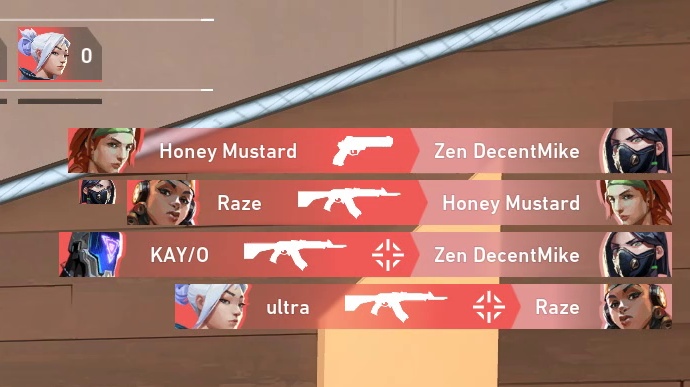 0
Honey Mustard Zen DecentMike
Raze Honey Mustard
KAY/O Zen DecentMike
ultra Raze